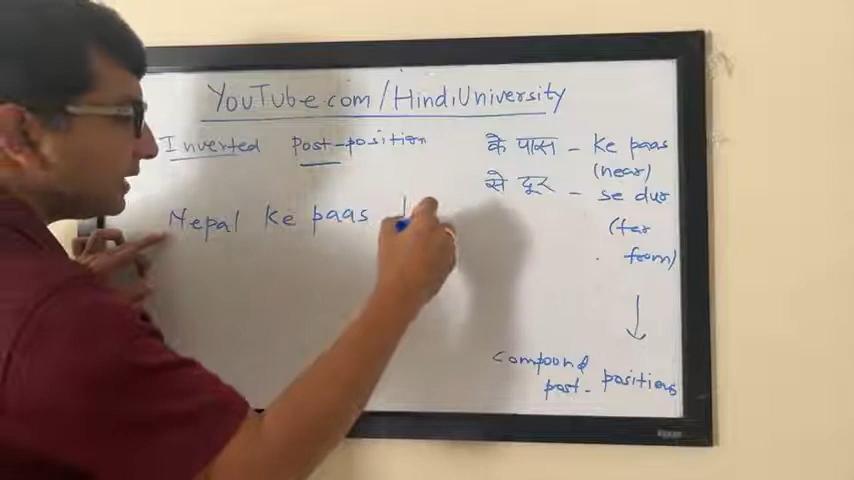 YouTube.com/HindiUniversity
Inverted Post-position
Nepal ke paas
के पास - ke paas
(near)
से दूर - se dur
(far
from)
compound
post-positions